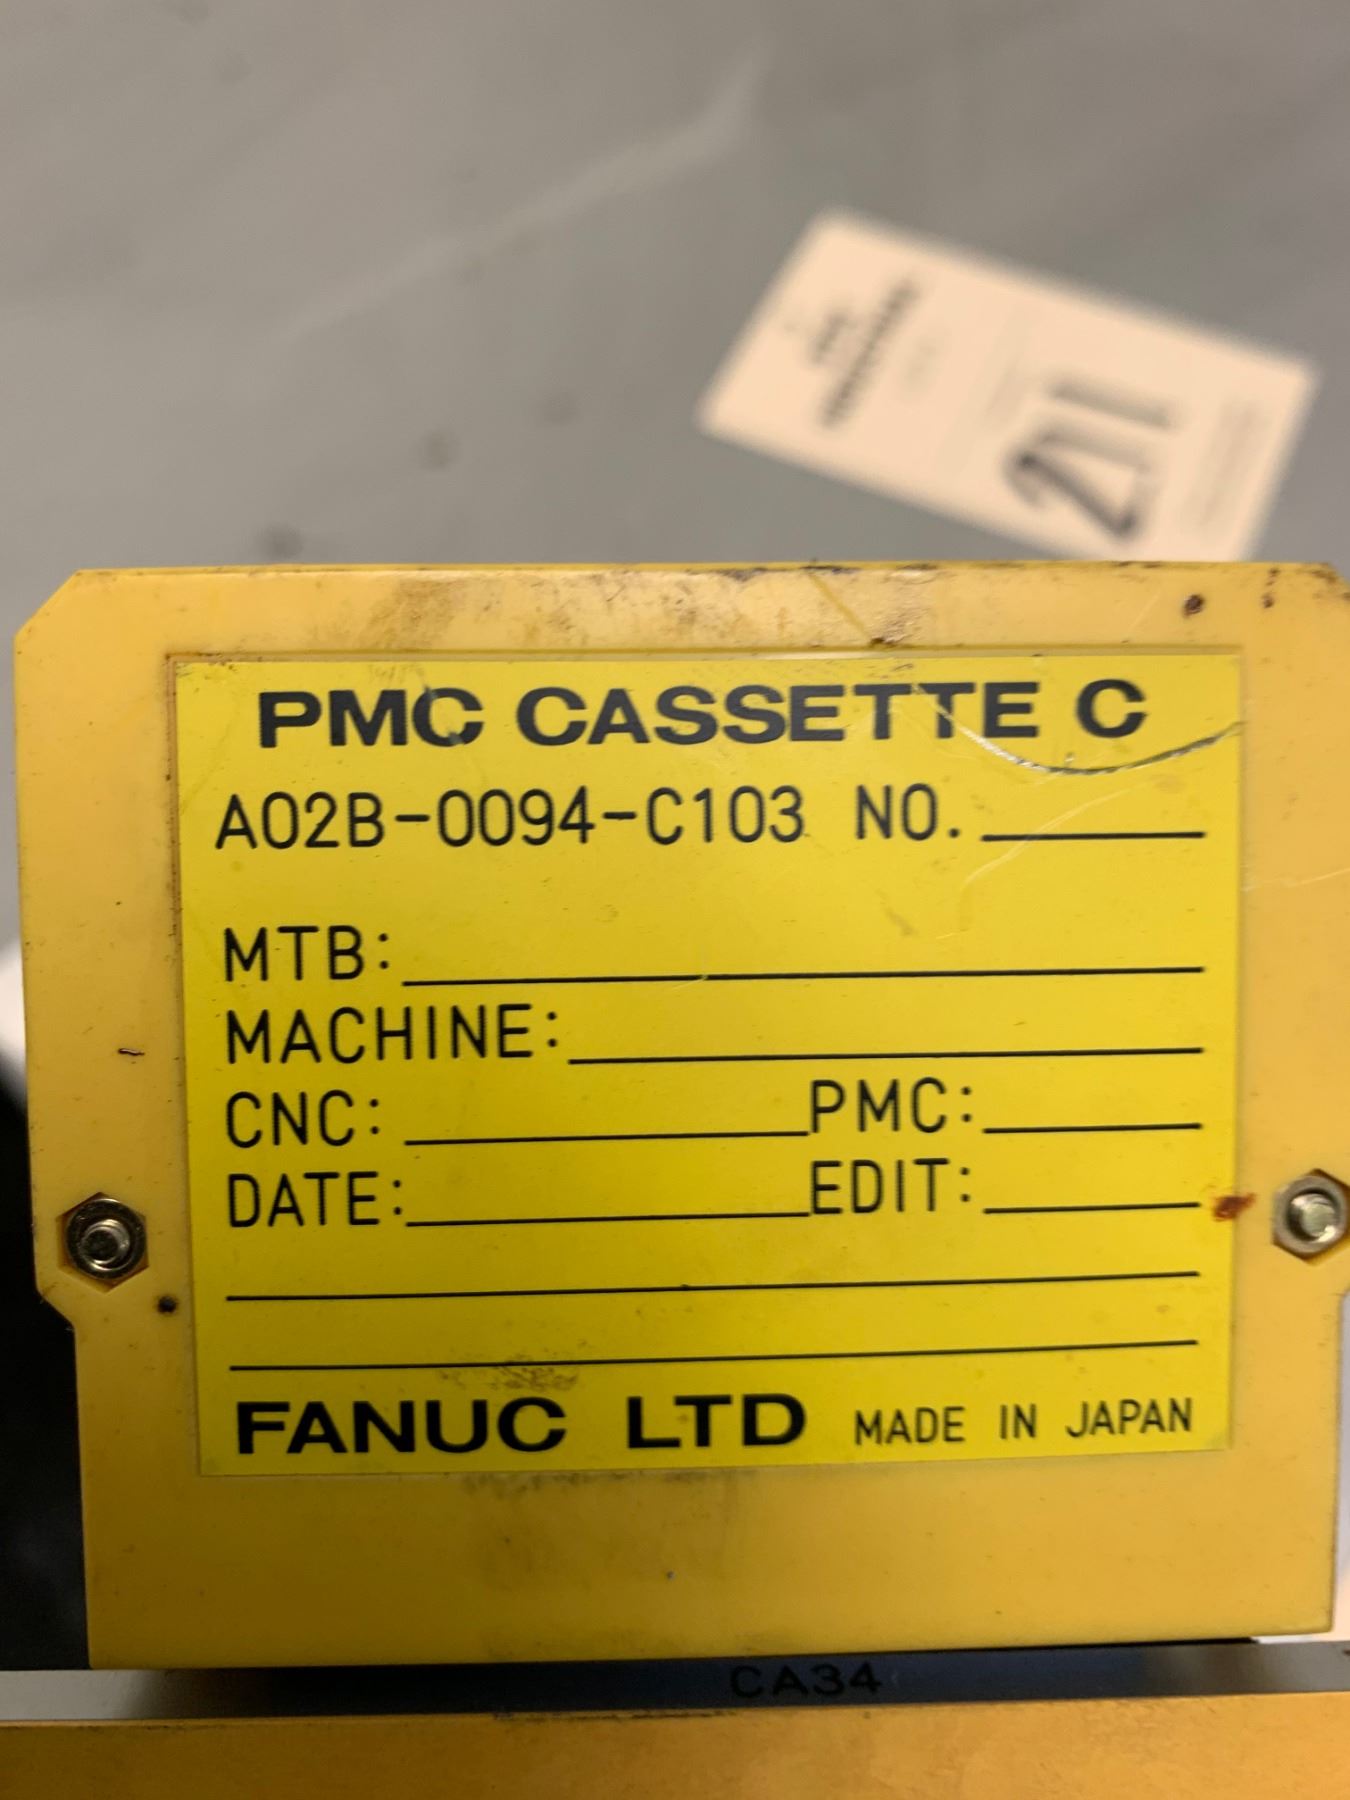 211
PMC CASSETTE C
A02B-0094-C103 NO.
MTB:
MACHINE:
CNC: PMC:
DATE: EDIT:
FANUC LTD MADE IN JAPAN
CA34